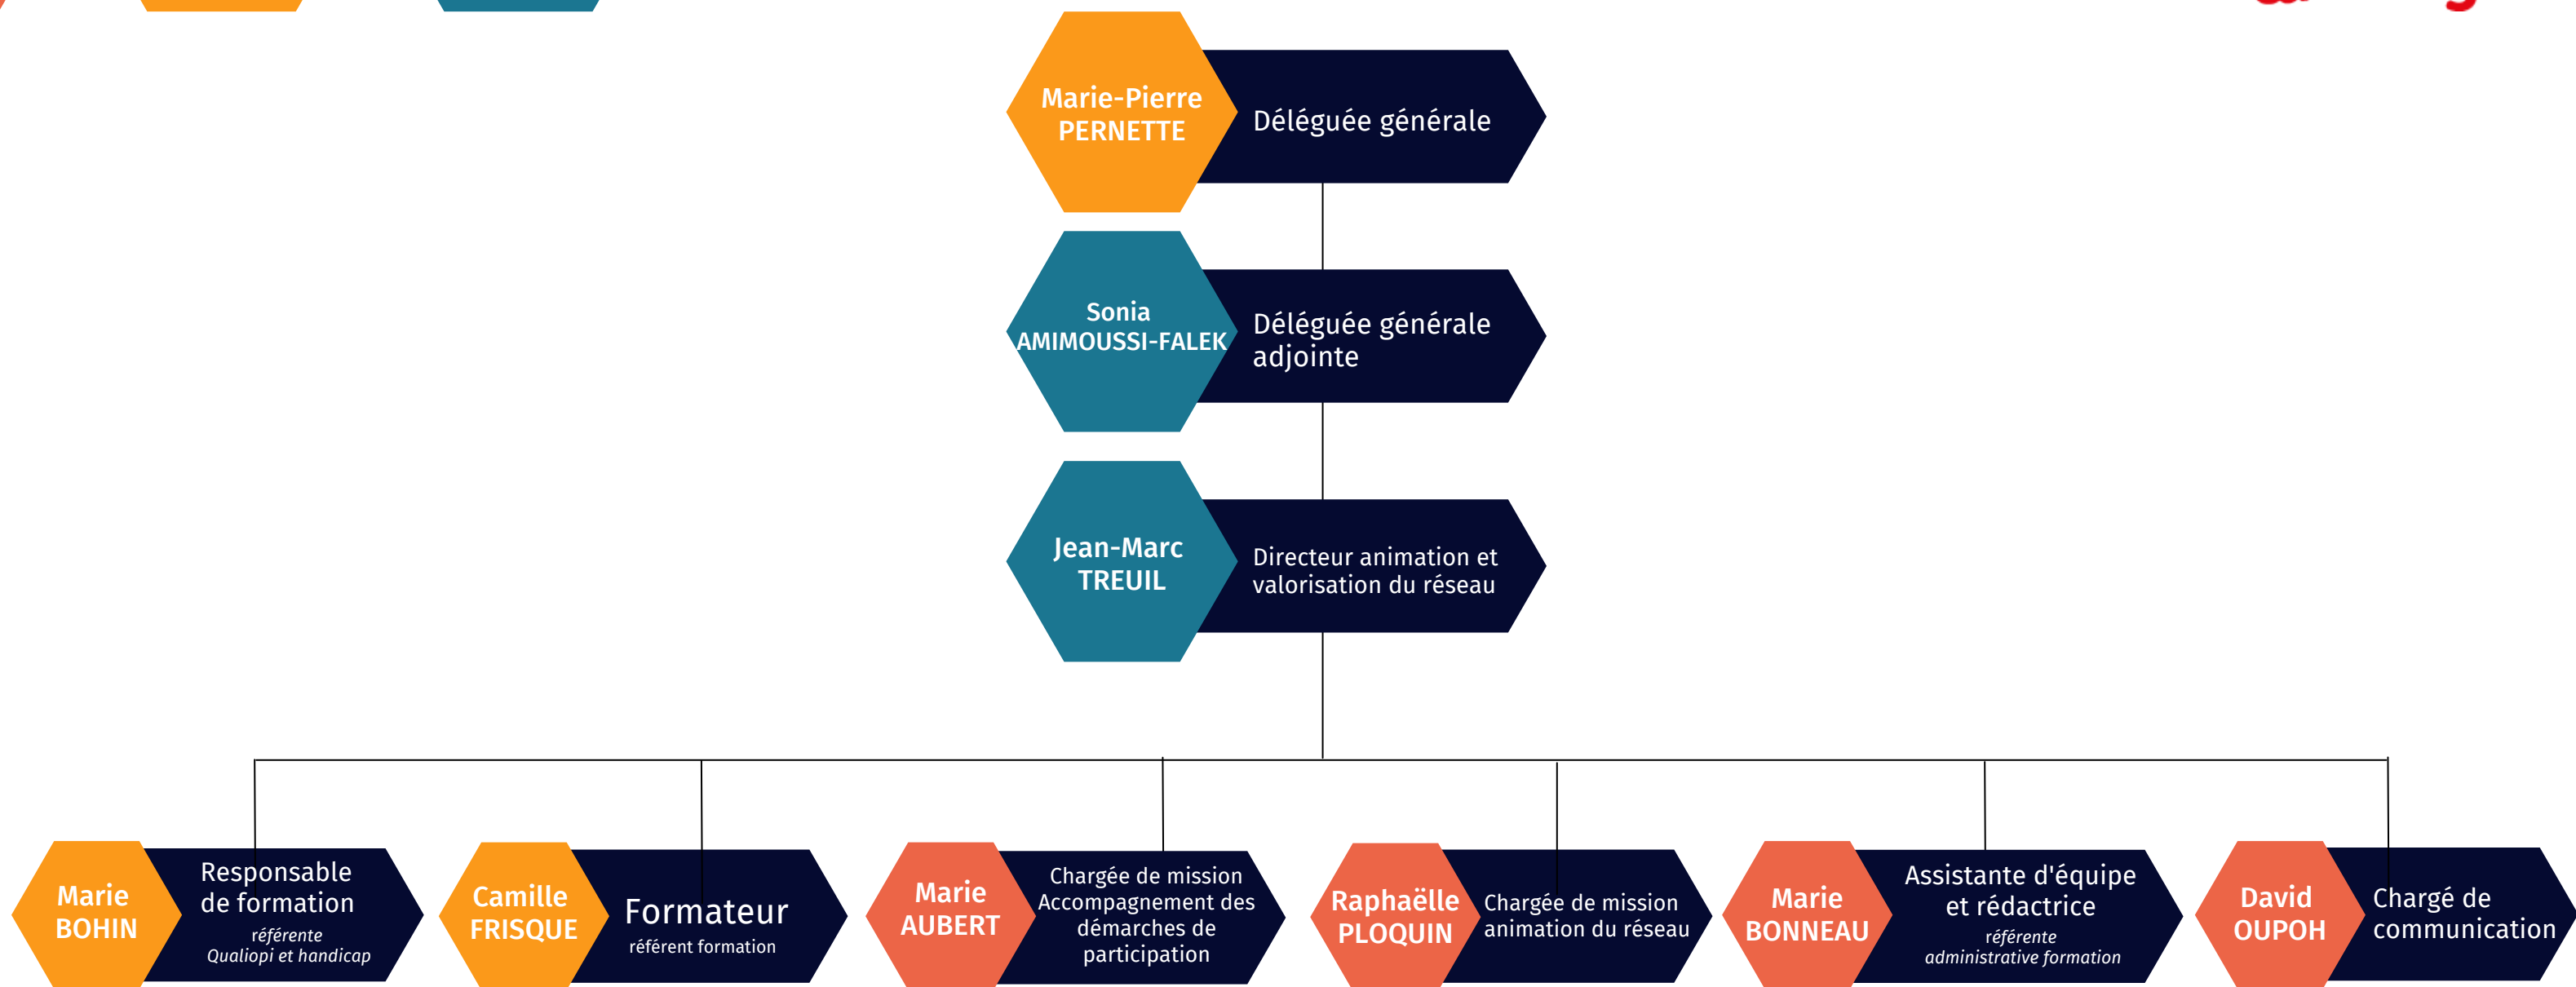 Marie-Pierre
PERNETTE
Déléguée générale
Sonia
AMIMOUSSI-FALEK
Déléguée générale
adjointe
Jean-Marc
TREUIL
Directeur animation et
valorisation du réseau
Marie
BOHIN
Responsable
de formation
référente
Qualiopi et handicap
Camille
FRISQUE
Formateur
référent formation
Marie
AUBERT
Chargée de mission
Accompagnement des
démarches de
participation
Raphaëlle
PLOQUIN
Chargée de mission
animation du réseau
Marie
BONNEAU
Assistante d'équipe
et rédactrice
référente
administrative formation
David
OUPOH
Chargé de
communication